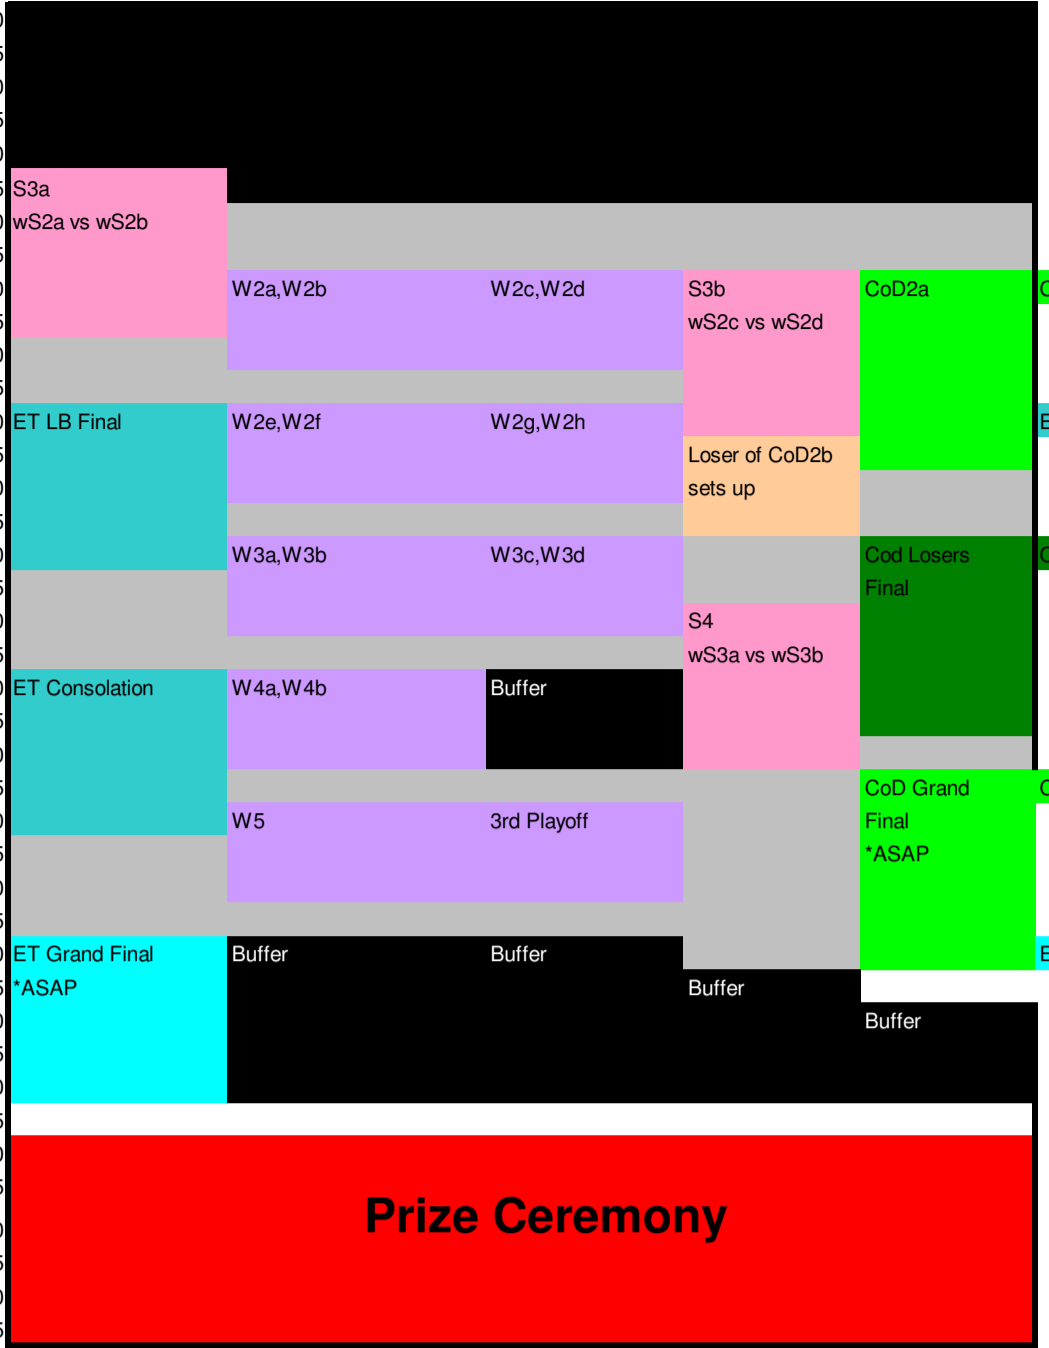 S3a
wS2a vs wS2b
W2a,W2b
W2c,W2d
S3b
wS2c vs wS2d
CoD2a
ET LB Final
W2e,W2f
W2g,W2h
Loser of CoD2b
sets up
W3a,W3b
W3c,W3d
Cod Losers
Final
S4
wS3a vs wS3b
ET Consolation
W4a,W4b
Buffer
CoD Grand
Final
*ASAP
W5
3rd Playoff
ET Grand Final
*ASAP
Buffer
Buffer
Buffer
Buffer
Prize Ceremony